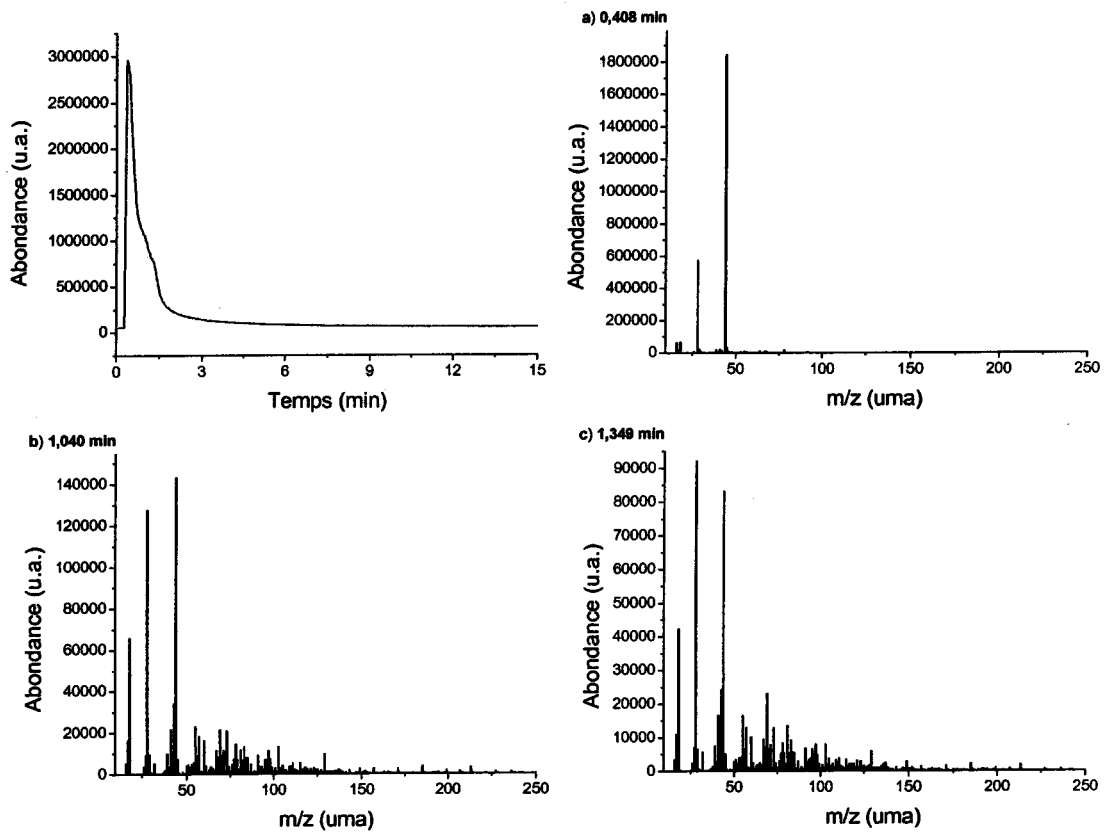 3000000
2500000
2000000
1500000
1000000
500000
0
Abondance (u.a.)
0 3 6 9 12 15
Temps (min)
a) 0,408 min
1800000
1600000
1400000
1200000
1000000
800000
600000
400000
200000
0
Abondance (u.a.)
50 100 150 200 250
m/z (uma)
b) 1,040 min
140000
120000
100000
80000
60000
40000
20000
0
Abondance (u.a.)
50 100 150 200 250
m/z (uma)
c) 1,349 min
90000
80000
70000
60000
50000
40000
30000
20000
10000
0
Abondance (u.a.)
50 100 150 200 250
m/z (uma)